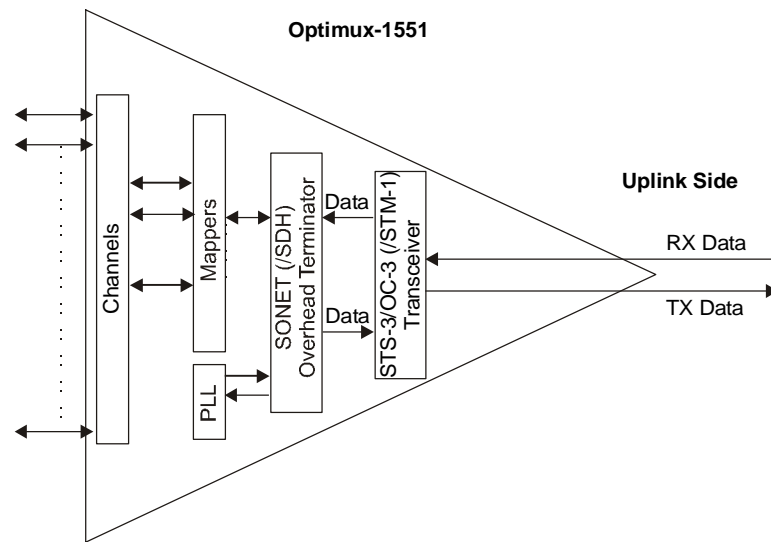 Optimux-1551
Uplink Side
Channels
Mappers
PLL
SONET (/SDH)
Overhead Terminator
Data
Data
STS-3/OC-3 (/STM-1)
Transceiver
RX Data
TX Data